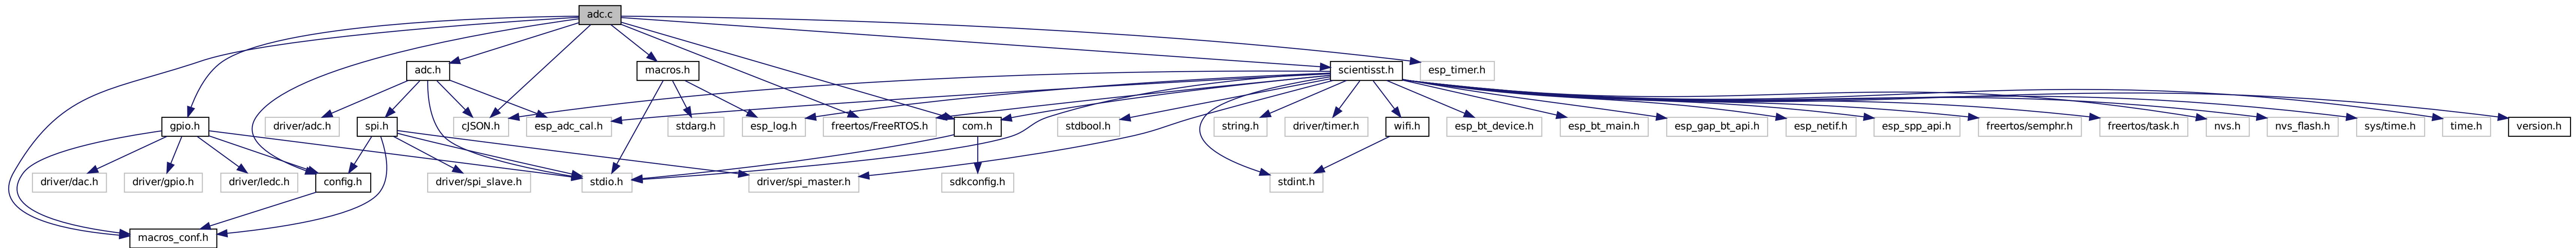 adc.c
adc.h
macros.h
scientisst.h
esp_timer.h
gpio.h
driver/adc.h
spi.h
cJSON.h
esp_adc_cal.h
stdarg.h
esp_log.h
freertos/FreeRTOS.h
com.h
stdbool.h
string.h
driver/timer.h
wifi.h
esp_bt_device.h
esp_bt_main.h
esp_gap_bt_api.h
esp_netif.h
esp_spp_api.h
freertos/semphr.h
freertos/task.h
nvs.h
nvs_flash.h
sys/time.h
time.h
version.h
driver/dac.h
driver/gpio.h
driver/ledc.h
config.h
driver/spi_slave.h
stdio.h
driver/spi_master.h
sdkconfig.h
stdint.h
macros_conf.h